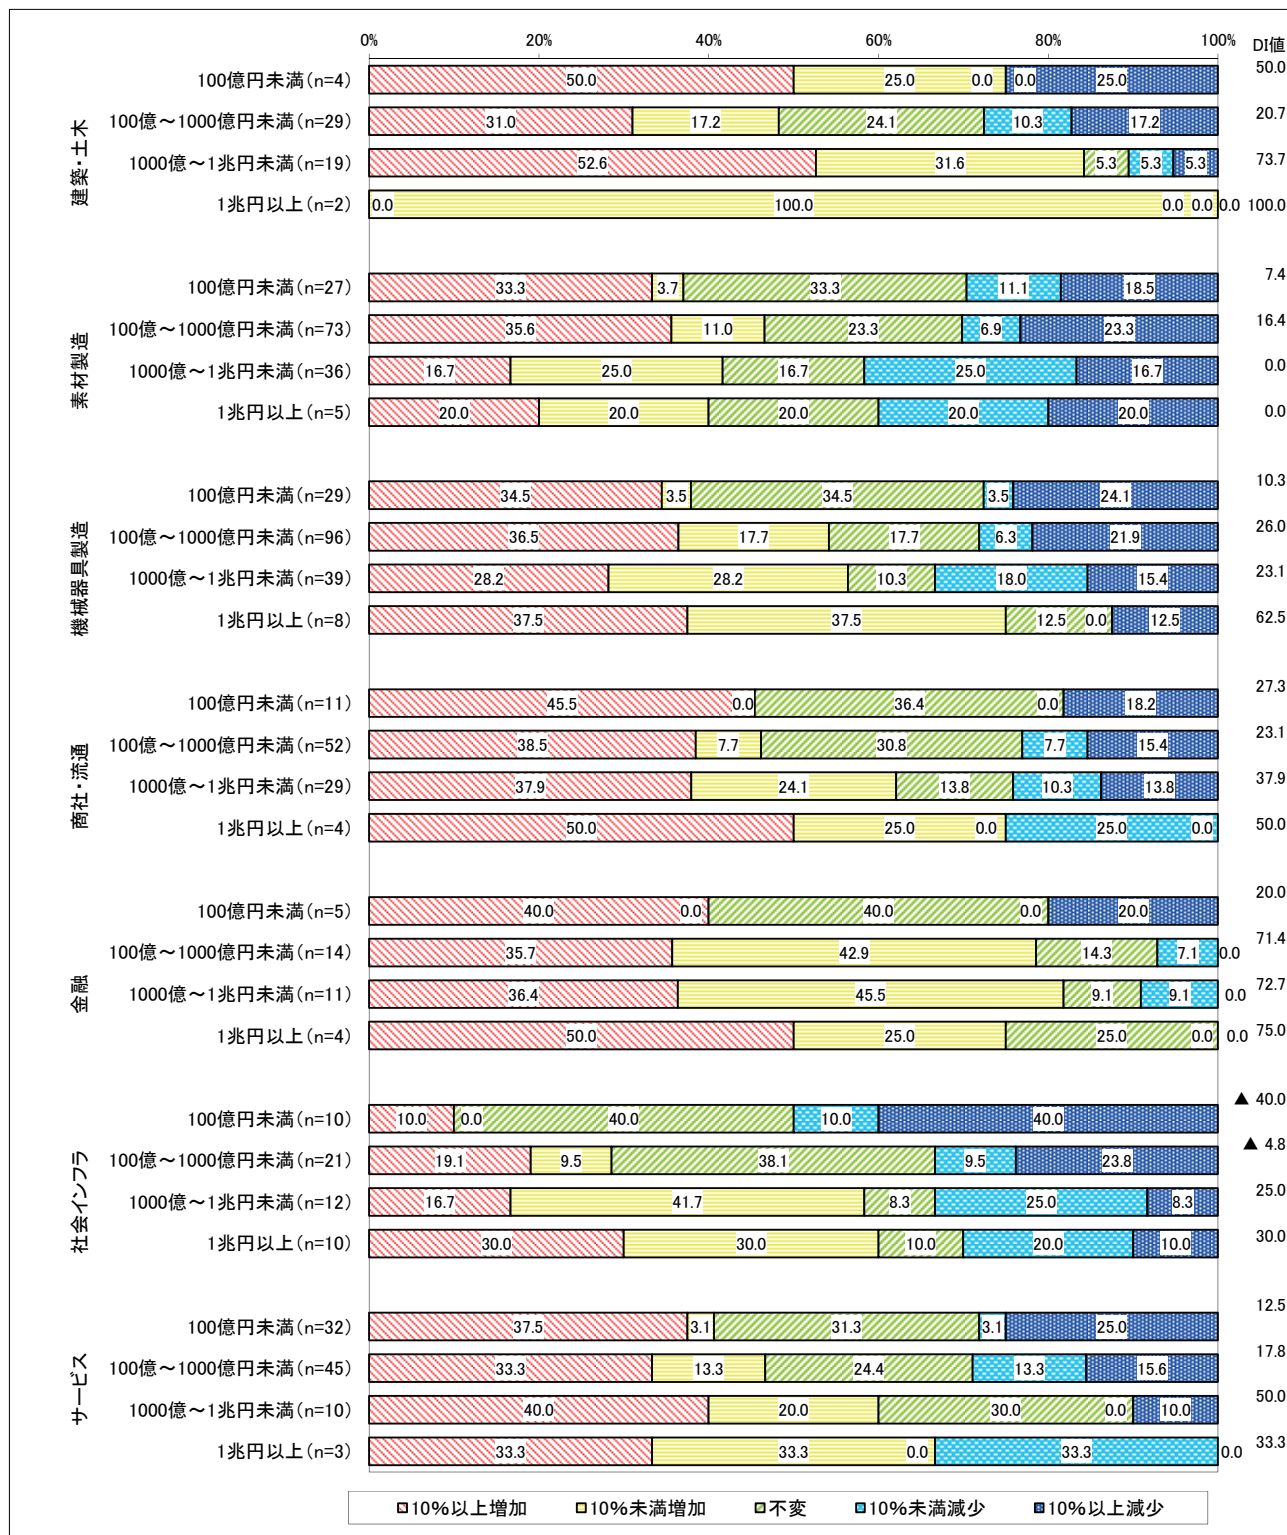 0% 20% 40% 60% 80% 100% DI値
建築・土木
100億円未満(n=4) 50.0 25.0 0.0 0.0 25.0 50.0
100億～1000億円未満(n=29) 31.0 17.2 24.1 10.3 17.2 20.7
1000億～1兆円未満(n=19) 52.6 31.6 5.3 5.3 5.3 73.7
1兆円以上(n=2) 0.0 100.0 0.0 0.0 0.0 100.0
素材製造
100億円未満(n=27) 33.3 3.7 33.3 11.1 18.5 7.4
100億～1000億円未満(n=73) 35.6 11.0 23.3 6.9 23.3 16.4
1000億～1兆円未満(n=36) 16.7 25.0 16.7 25.0 16.7 0.0
1兆円以上(n=5) 20.0 20.0 20.0 20.0 20.0 0.0
機械器具製造
100億円未満(n=29) 34.5 3.5 34.5 3.5 24.1 10.3
100億～1000億円未満(n=96) 36.5 17.7 17.7 6.3 21.9 26.0
1000億～1兆円未満(n=39) 28.2 28.2 10.3 18.0 15.4 23.1
1兆円以上(n=8) 37.5 37.5 12.5 0.0 12.5 62.5
商社・流通
100億円未満(n=11) 45.5 0.0 36.4 0.0 18.2 27.3
100億～1000億円未満(n=52) 38.5 7.7 30.8 7.7 15.4 23.1
1000億～1兆円未満(n=29) 37.9 24.1 13.8 10.3 13.8 37.9
1兆円以上(n=4) 50.0 25.0 0.0 25.0 0.0 50.0
金融
100億円未満(n=5) 40.0 0.0 40.0 0.0 20.0 20.0
100億～1000億円未満(n=14) 35.7 42.9 14.3 7.1 0.0 71.4
1000億～1兆円未満(n=11) 36.4 45.5 9.1 9.1 0.0 72.7
1兆円以上(n=4) 50.0 25.0 25.0 0.0 0.0 75.0
社会インフラ
100億円未満(n=10) 10.0 0.0 40.0 10.0 40.0 ▲ 40.0
100億～1000億円未満(n=21) 19.1 9.5 38.1 9.5 23.8 ▲ 4.8
1000億～1兆円未満(n=12) 16.7 41.7 8.3 25.0 8.3 25.0
1兆円以上(n=10) 30.0 30.0 10.0 20.0 10.0 30.0
サービス
100億円未満(n=32) 37.5 3.1 31.3 3.1 25.0 12.5
100億～1000億円未満(n=45) 33.3 13.3 24.4 13.3 15.6 17.8
1000億～1兆円未満(n=10) 40.0 20.0 30.0 0.0 10.0 50.0
1兆円以上(n=3) 33.3 33.3 0.0 33.3 0.0 33.3
10%以上増加 10%未満増加 不変 10%未満減少 10%以上減少